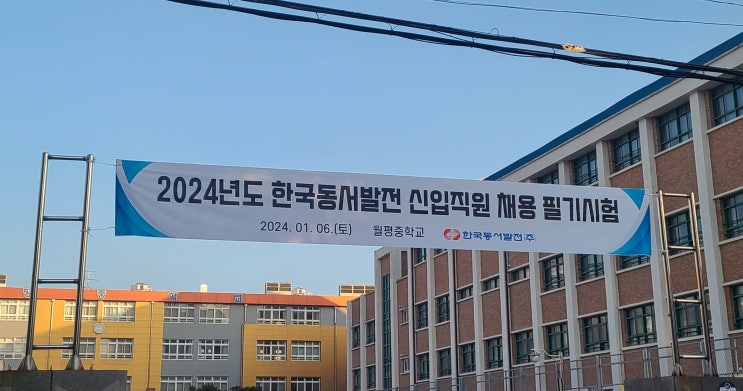 2024년도 한국동서발전 신입직원 채용 필기시험
2024. 01. 06.(토) 월평중학교 한국동서발전(주)